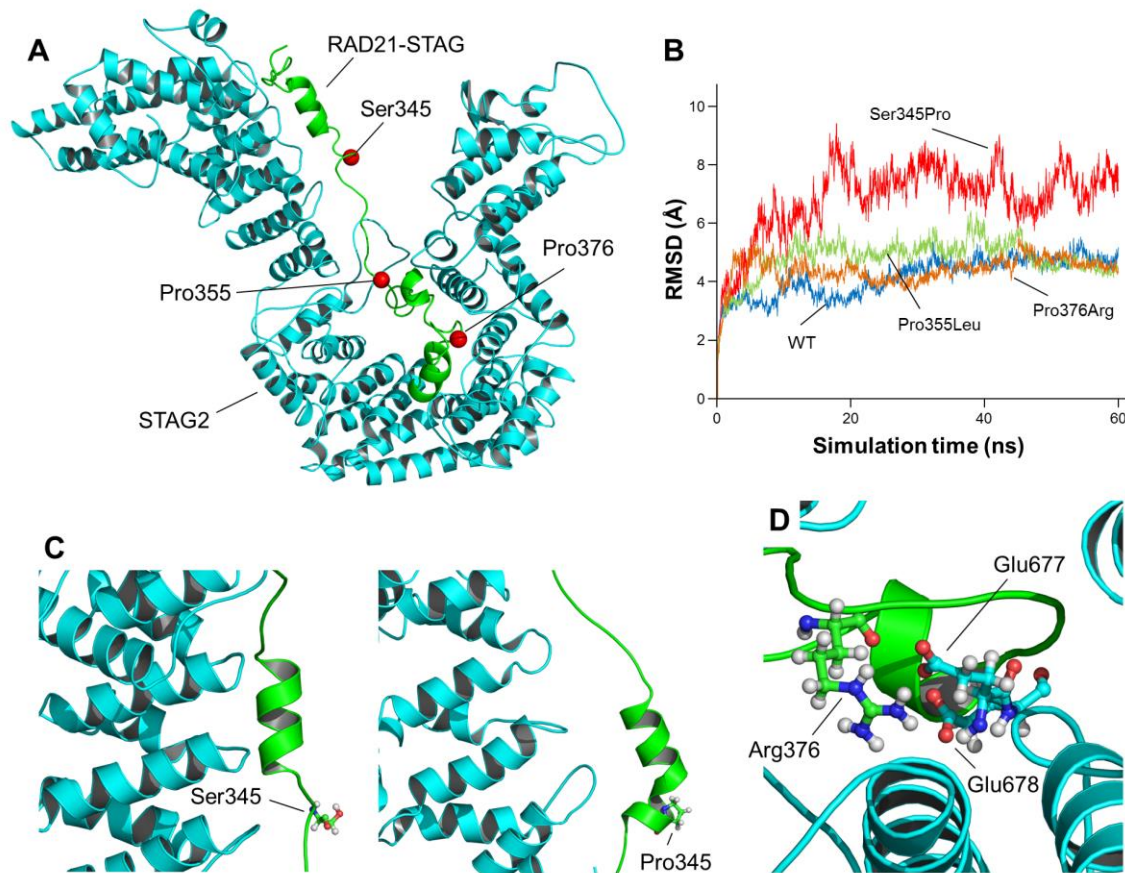 A
RAD21-STAG
Ser345
Pro376
Pro355
STAG2
B
RMSD (Å)
10
8
6
4
2
0
Ser345Pro
Pro355Leu
Pro376Arg
WT
0
20
40
60
Simulation time (ns)
C
Ser345
Pro345
D
Glu677
Arg376
Glu678